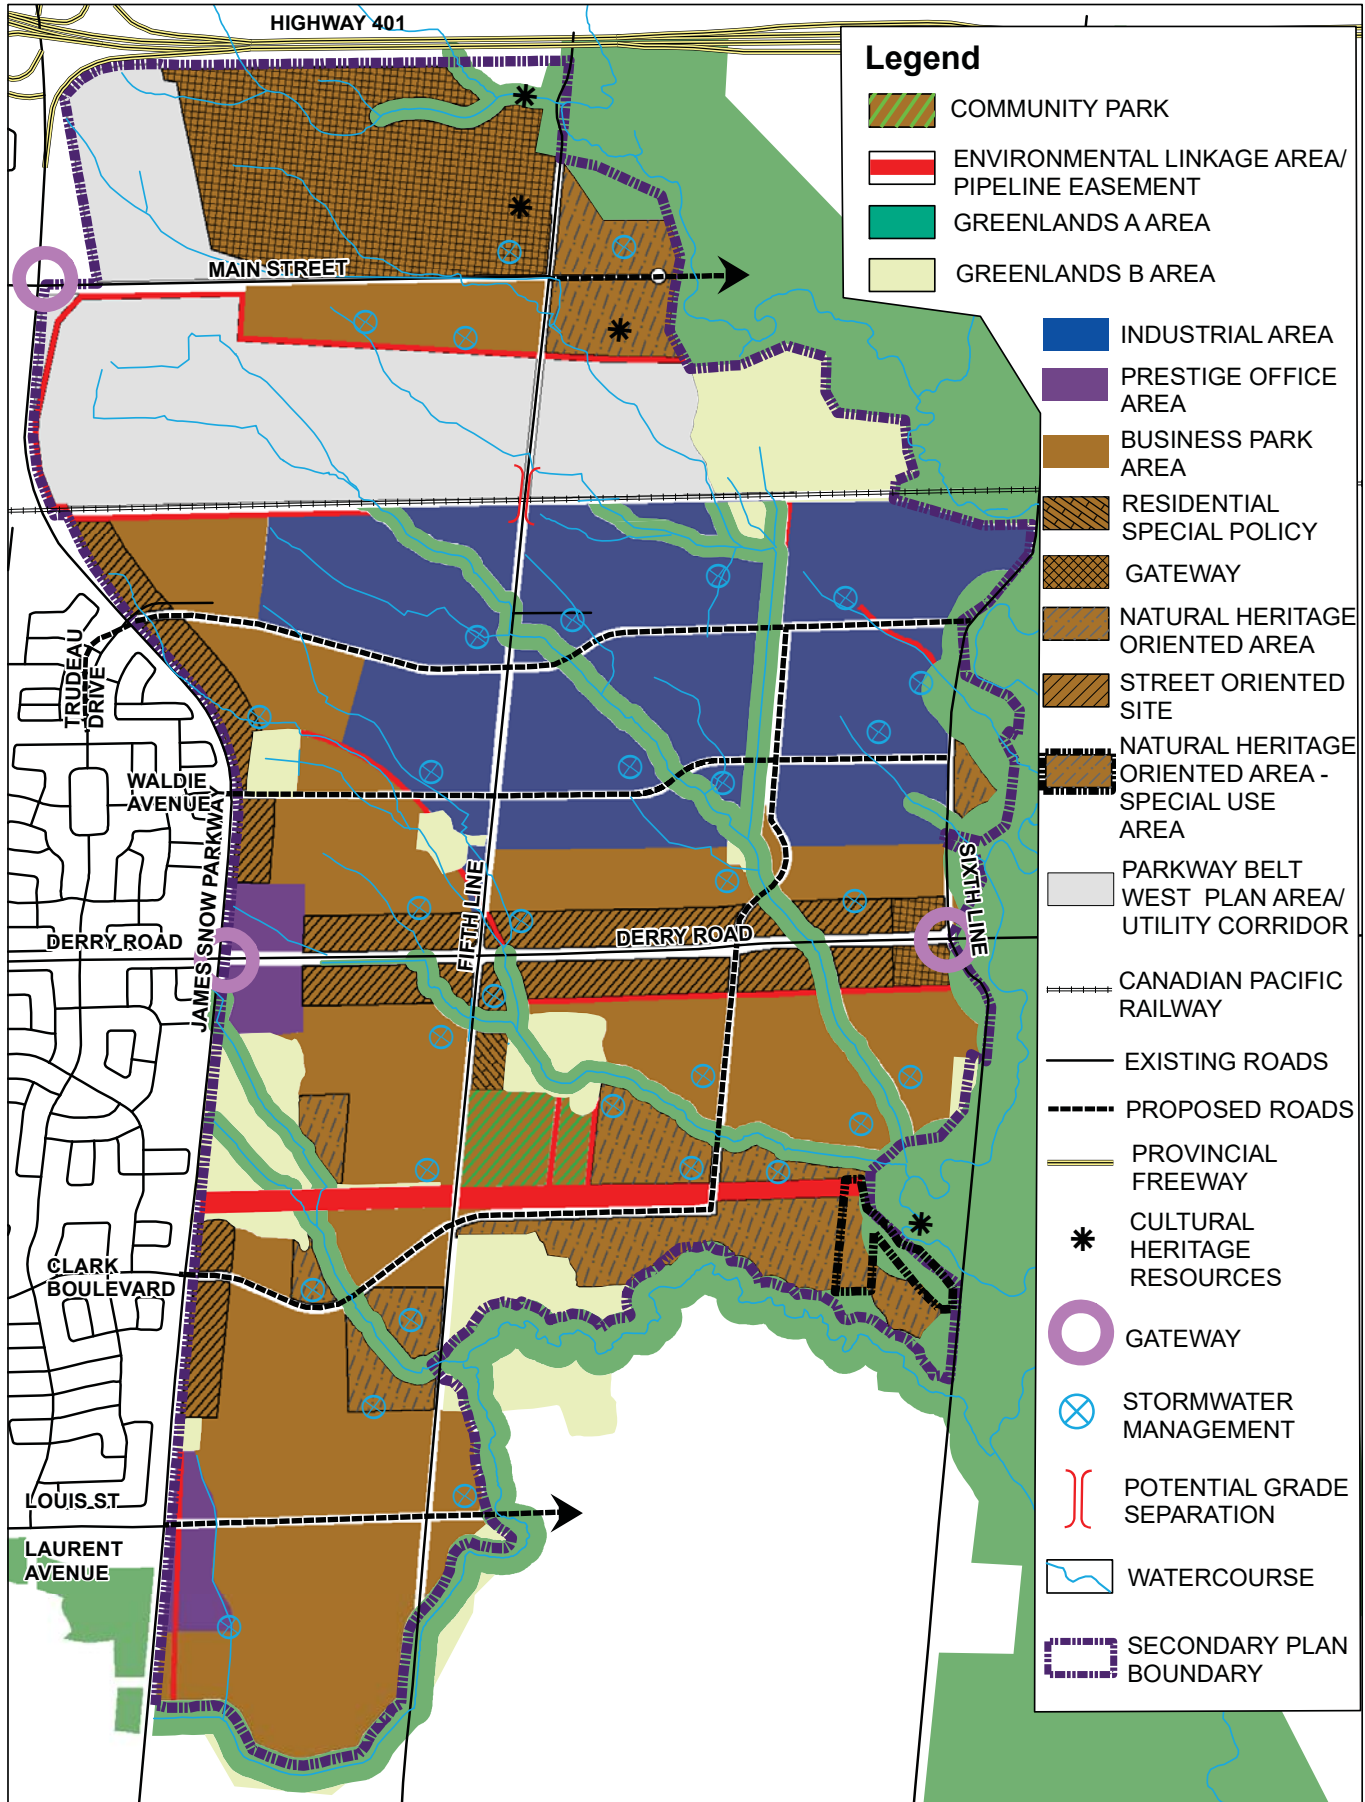 HIGHWAY 401
Legend
COMMUNITY PARK
ENVIRONMENTAL LINKAGE AREA/
PIPELINE EASEMENT
GREENLANDS A AREA
GREENLANDS B AREA
INDUSTRIAL AREA
PRESTIGE OFFICE
AREA
BUSINESS PARK
AREA
RESIDENTIAL
SPECIAL POLICY
GATEWAY
NATURAL HERITAGE
ORIENTED AREA
STREET ORIENTED
SITE
NATURAL HERITAGE
ORIENTED AREA -
SPECIAL USE
AREA
PARKWAY BELT
WEST PLAN AREA/
UTILITY CORRIDOR
CANADIAN PACIFIC
RAILWAY
EXISTING ROADS
PROPOSED ROADS
PROVINCIAL
FREEWAY
CULTURAL
HERITAGE
RESOURCES
GATEWAY
STORMWATER
MANAGEMENT
POTENTIAL GRADE
SEPARATION
WATERCOURSE
SECONDARY PLAN
BOUNDARY
MAIN STREET
TRUDEAU
DRIVE
WALDIE
AVENUE
JAMES SNOW PARKWAY
FIFTH LINE
SIXTH LINE
DERRY ROAD
DERRY ROAD
CLARK
BOULEVARD
LOUIS ST
LAURENT
AVENUE